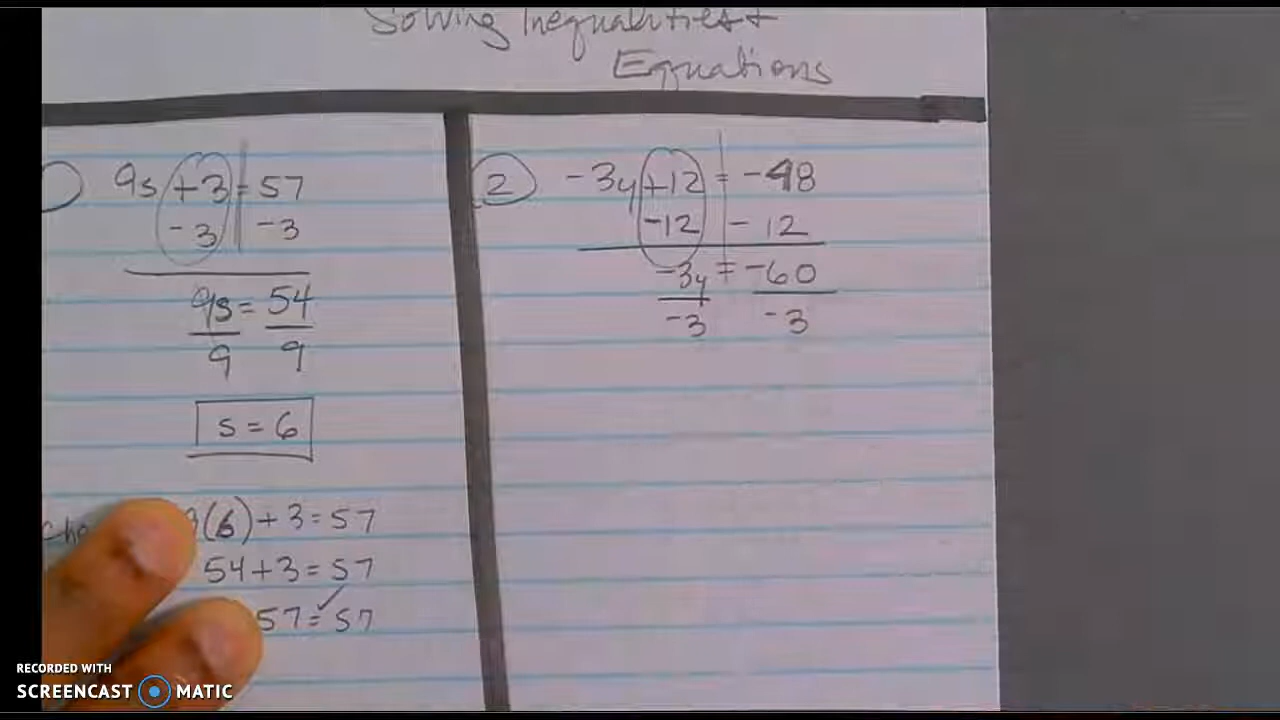 Solving Inequalities +
Equations
9s + 3 = 57
- 3 - 3
9s = 54
9 9
s = 6
(6) + 3 = 57
54 + 3 = 57
57 = 57 ✓
2 -3y + 12 = -48
-12 - 12
-3y = -60
-3 -3
RECORDED WITH
SCREENCAST MATIC